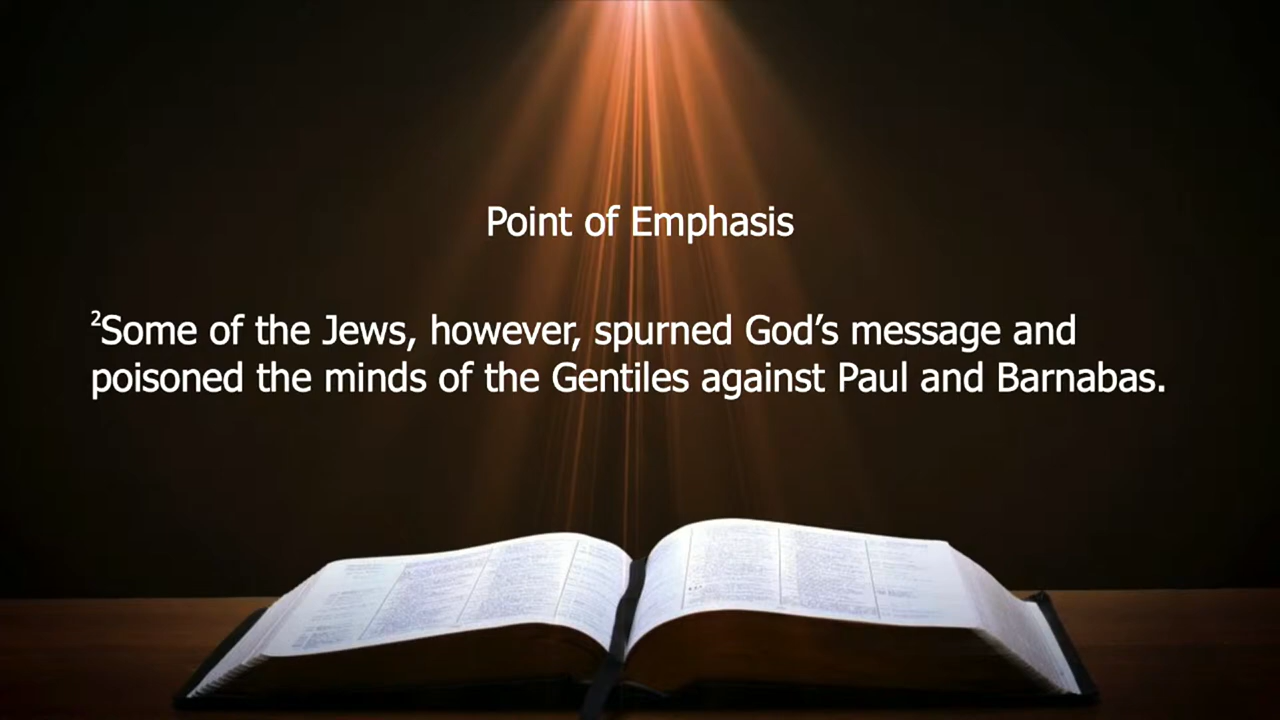 Point of Emphasis
²Some of the Jews, however, spurned God’s message and
poisoned the minds of the Gentiles against Paul and Barnabas.